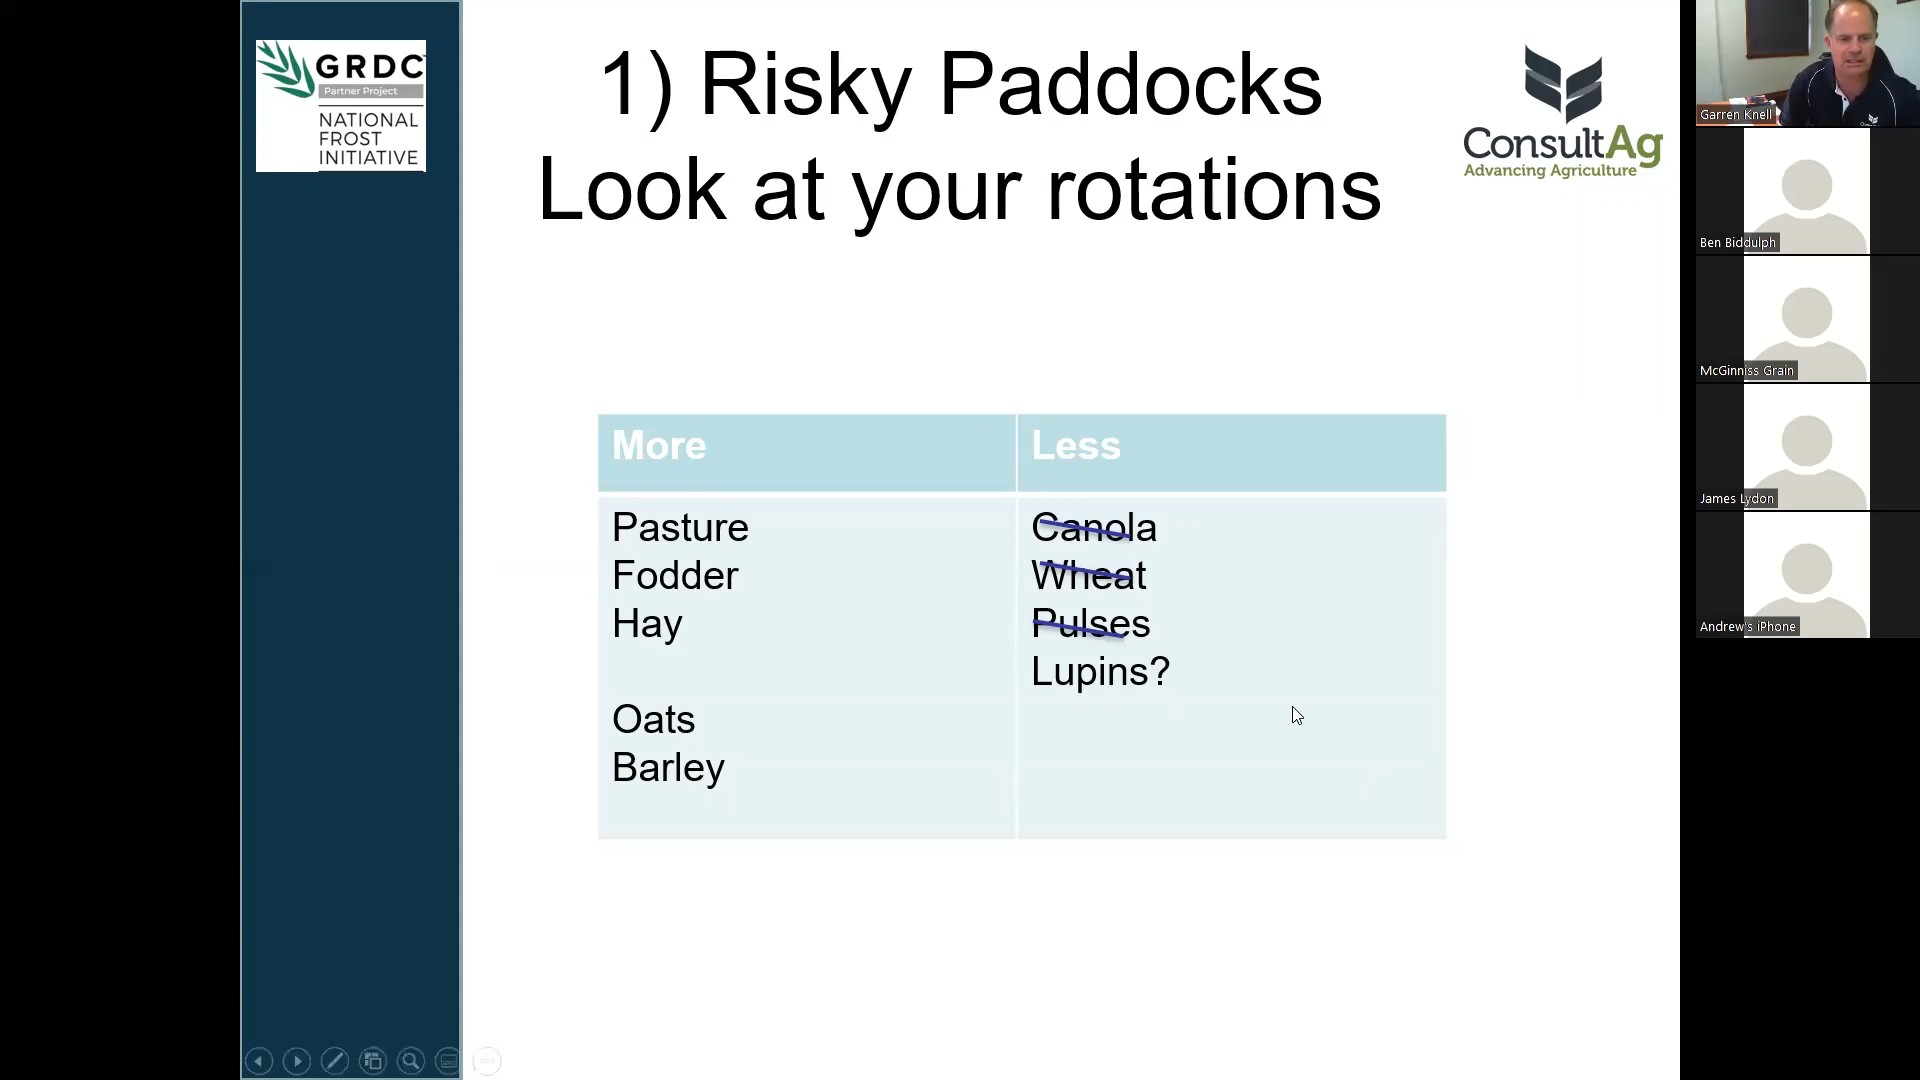 GRDC
Partner Project
NATIONAL
FROST
INITIATIVE
1) Risky Paddocks
Look at your rotations
ConsultAg
Advancing Agriculture
More
Less
Pasture
Fodder
Hay
Oats
Barley
Canola
Wheat
Pulses
Lupins?
Garren Knell
Ben Biddulph
McGinniss Grain
James Lydon
Andrew's iPhone